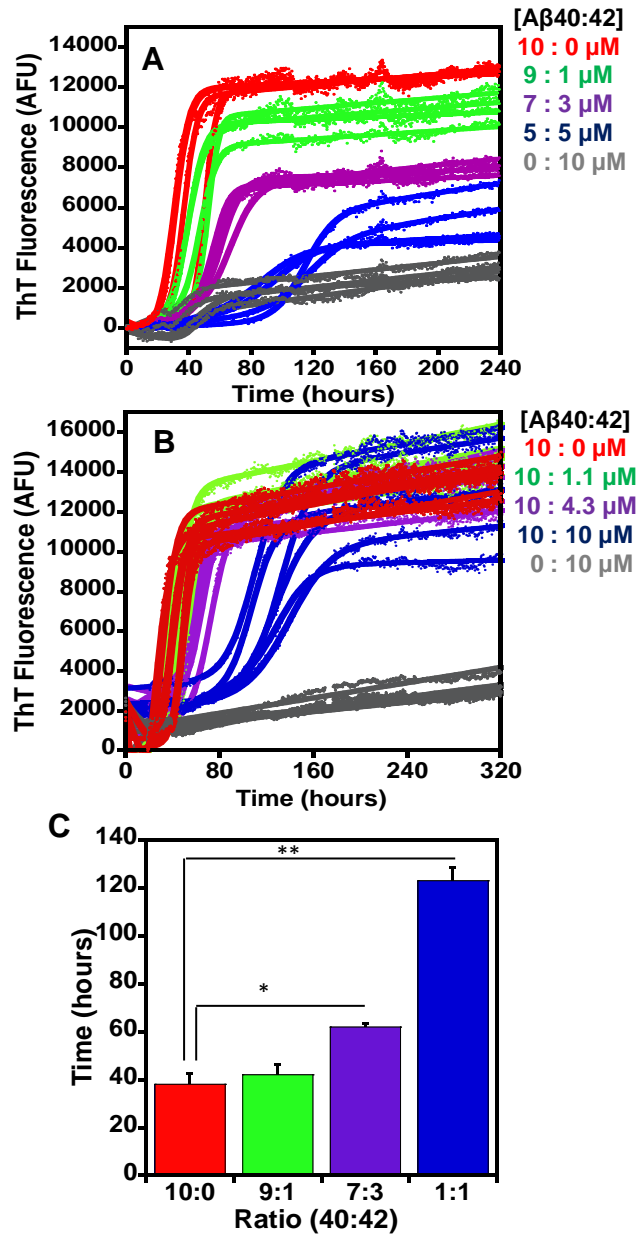 A
[Aβ40:42]
10 : 0 µM
9 : 1 µM
7 : 3 µM
5 : 5 µM
0 : 10 µM
ThT Fluorescence (AFU)
14000
12000
10000
8000
6000
4000
2000
0
0 40 80 120 160 200 240
Time (hours)
B
[Aβ40:42]
10 : 0 µM
10 : 1.1 µM
10 : 4.3 µM
10 : 10 µM
0 : 10 µM
ThT Fluorescence (AFU)
16000
14000
12000
10000
8000
6000
4000
2000
0
0 80 160 240 320
Time (hours)
C
Time (hours)
140
120
100
80
60
40
20
0
**
*
10:0 9:1 7:3 1:1
Ratio (40:42)